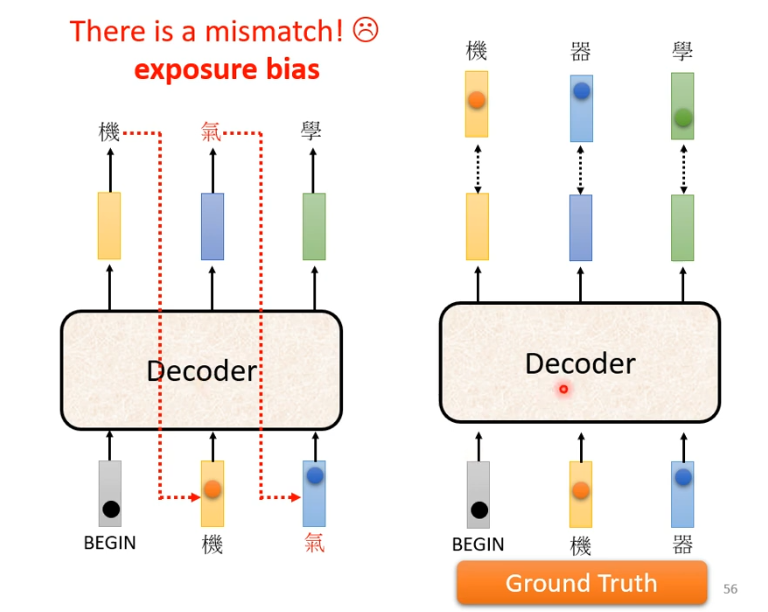 There is a mismatch! ☹
exposure bias
機 氣 學
Decoder
BEGIN 機 氣
機 器 學
Decoder
BEGIN 機 器
Ground Truth
56